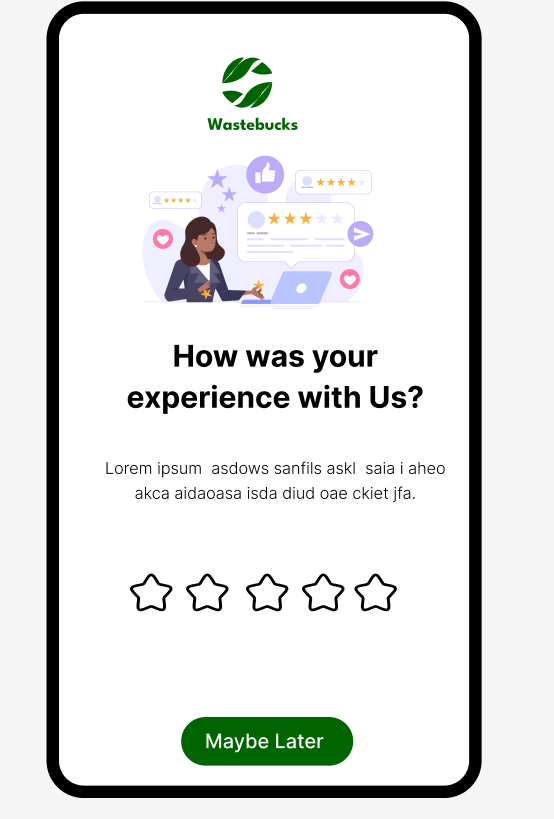 Wastebucks
How was your
experience with Us?
Lorem ipsum  asdows sanfils askl  saia i aheo
akca aidaoasa isda diud oae ckiet jfa.
Maybe Later